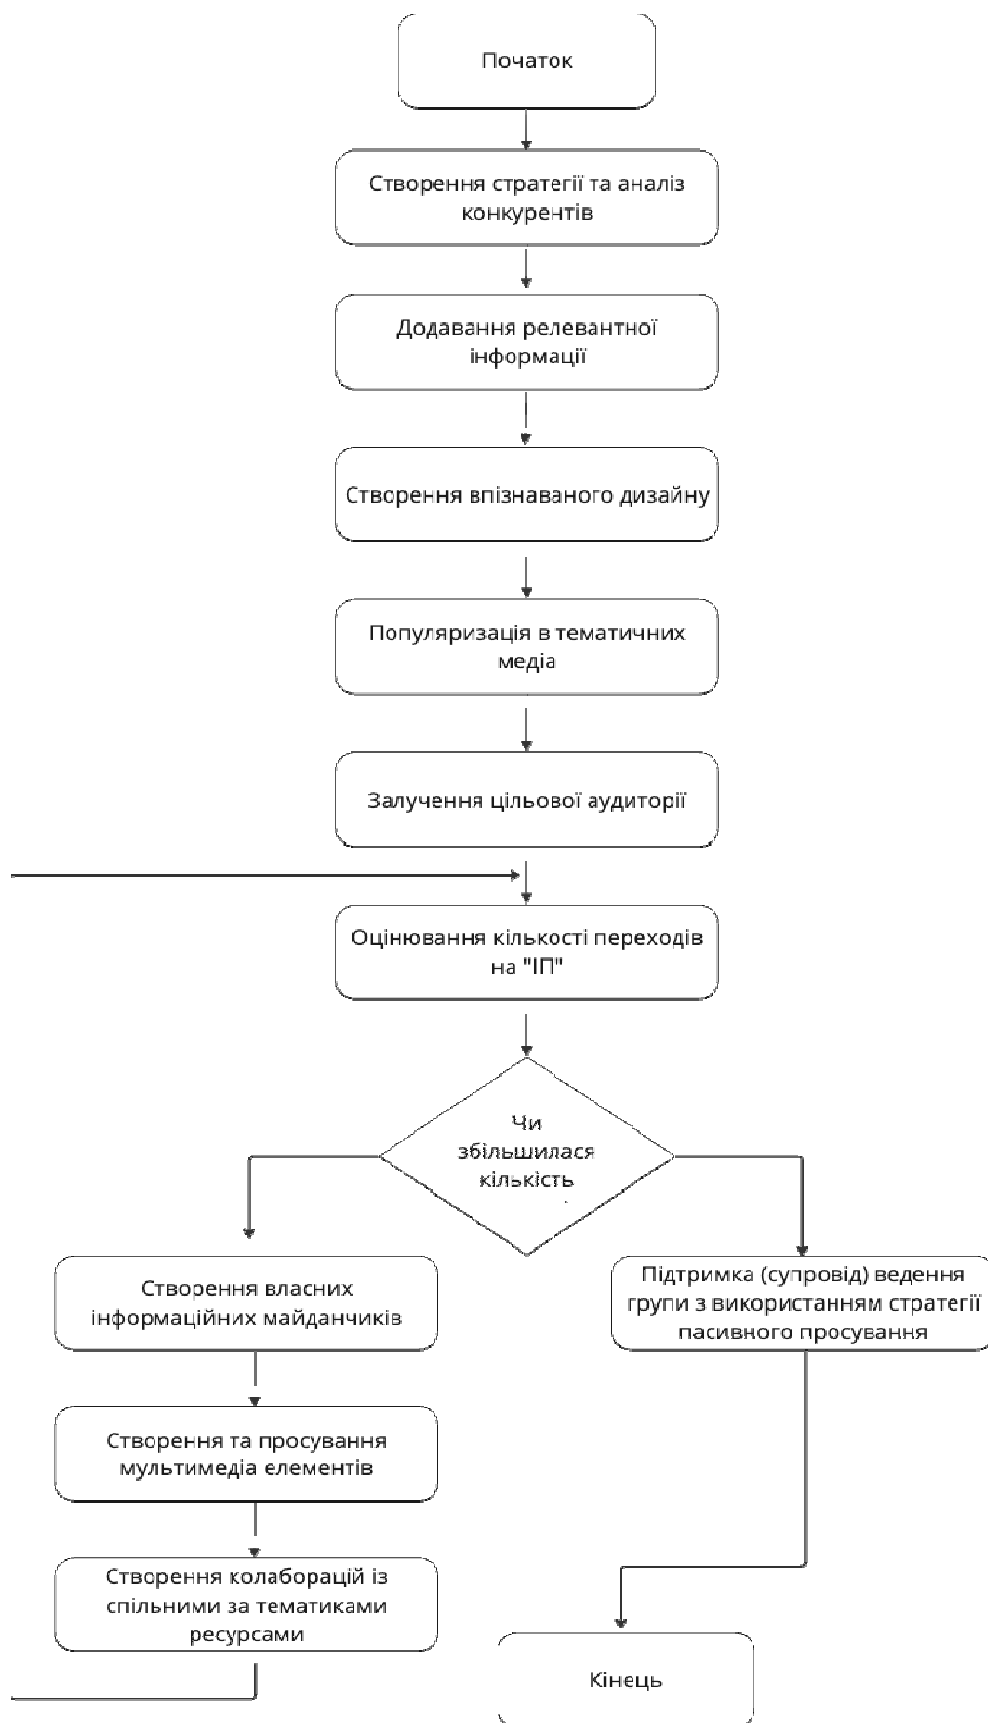 Початок
Створення стратегії та аналіз
конкурентів
Додавання релевантної
інформації
Створення впізнаваного дизайну
Популяризація в тематичних
медіа
Залучення цільової аудиторії
Оцінювання кількості переходів
на "ІП"
Чи
збільшилася
кількість
Створення власних
інформаційних майданчиків
Підтримка (супровід) ведення
групи з використанням стратегії
пасивного просування
Створення та просування
мультимедіа елементів
Створення колаборацій із
спільними за тематиками
ресурсами
Кінець